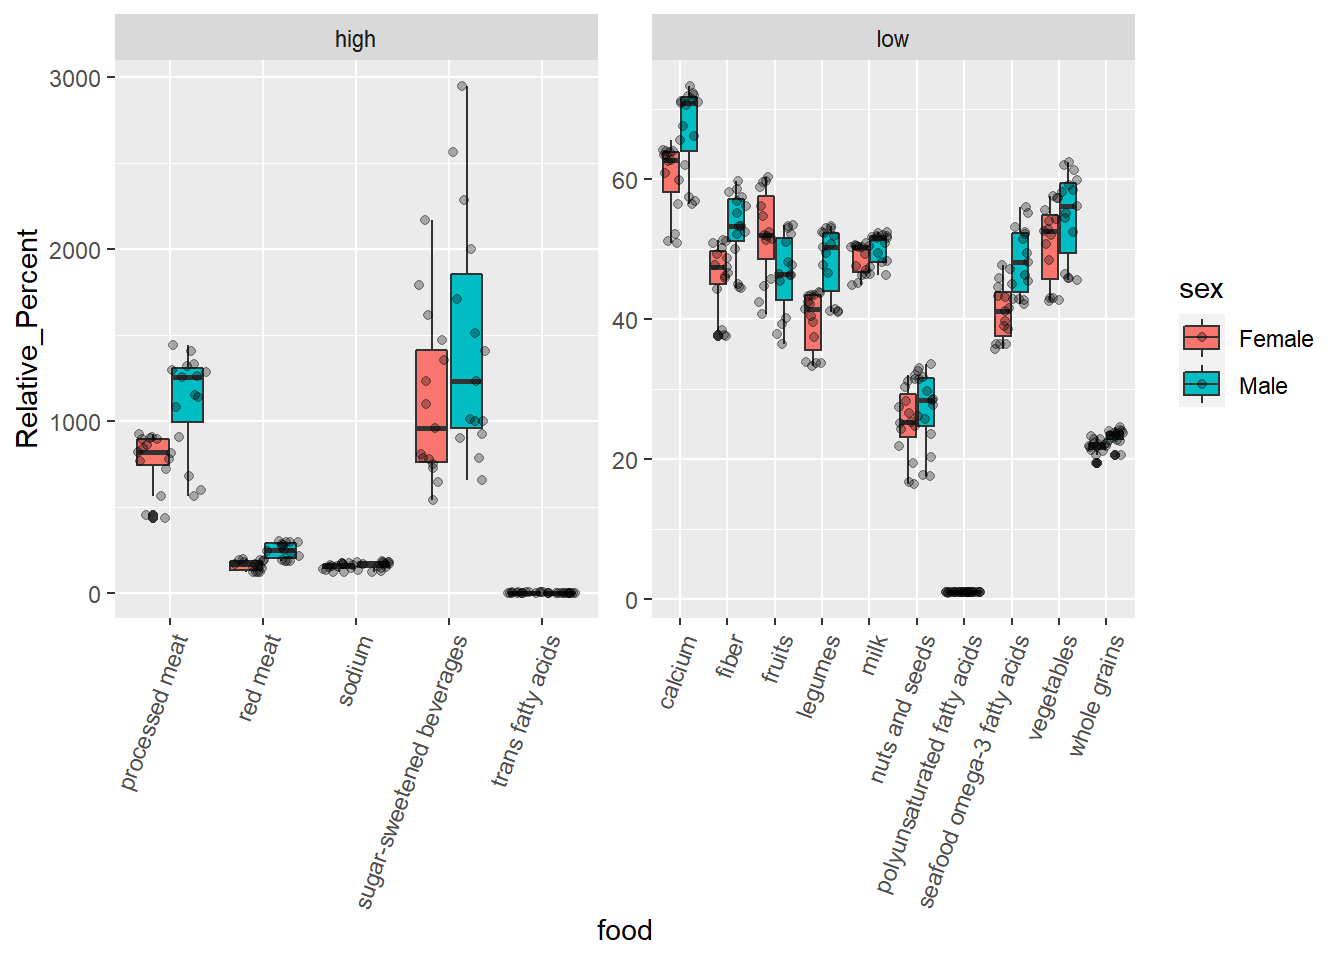 high
low
Relative_Percent
3000
2000
1000
0
60
40
20
0
processed meat
red meat
sodium
sugar-sweetened beverages
trans fatty acids
calcium
fiber
fruits
legumes
milk
nuts and seeds
polyunsaturated fatty acids
seafood omega-3 fatty acids
vegetables
whole grains
food
sex
Female
Male